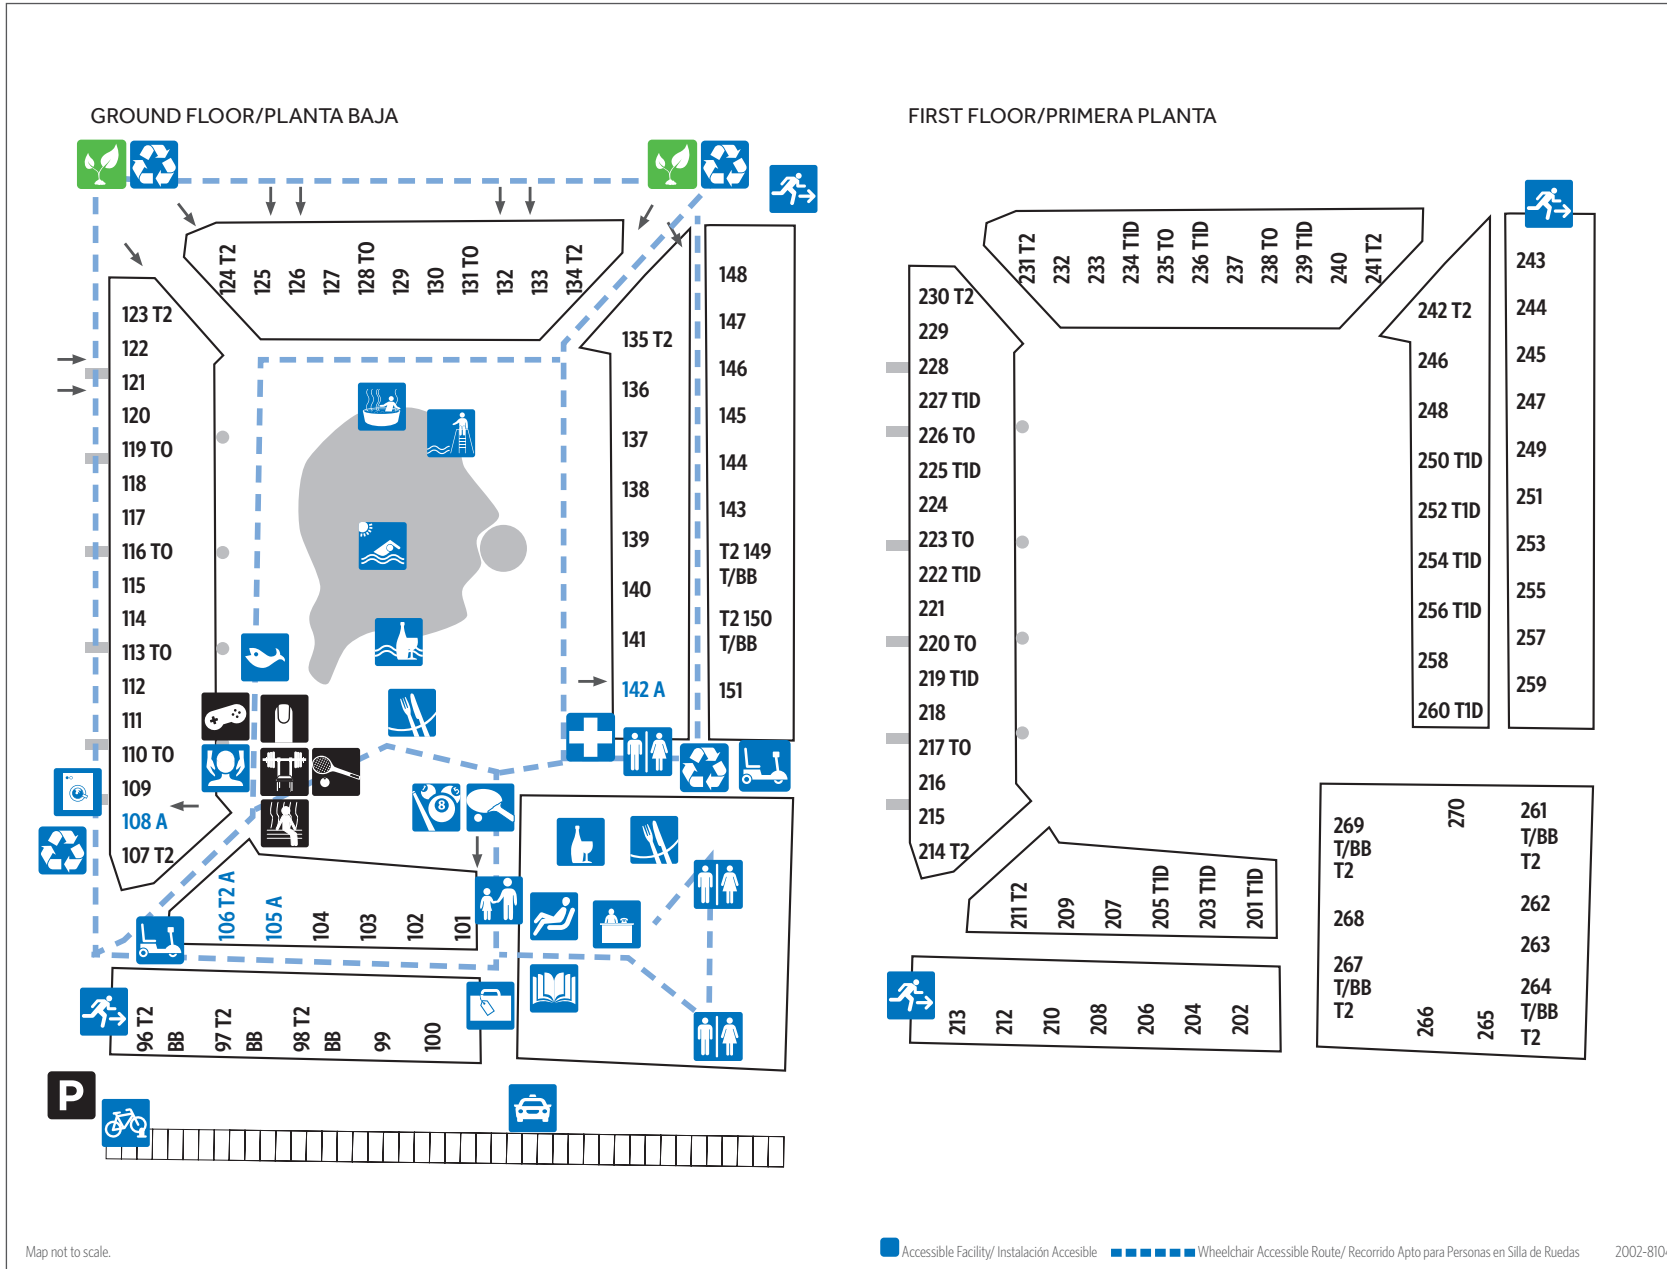 GROUND FLOOR/PLANTA BAJA
124 T2
125
126
127
128 TO
129
130
131 TO
132
133
134 T2
123 T2
122
121
120
119 TO
118
117
116 TO
115
114
113 TO
112
111
110 TO
109
108 A
107 T2
135 T2
136
137
138
139
140
141
142 A
148
147
146
145
144
143
T2 149
T/BB
T2 150
T/BB
151
8
106 T2 A
105 A
104
103
102
101
96 T2
BB
97 T2
BB
98 T2
BB
99
100
P
FIRST FLOOR/PRIMERA PLANTA
231 T2
232
233
234 T1D
235 TO
236 T1D
237
238 TO
239 T1D
240
241 T2
230 T2
229
228
227 T1D
226 TO
225 T1D
224
223 TO
222 T1D
221
220 TO
219 T1D
218
217 TO
216
215
214 T2
242 T2
246
248
250 T1D
252 T1D
254 T1D
256 T1D
258
260 T1D
243
244
245
247
249
251
253
255
257
259
211 T2
209
207
205 T1D
203 T1D
201 T1D
213
212
210
208
206
204
202
269
T/BB
T2
268
267
T/BB
T2
270
266
265
261
T/BB
T2
262
263
264
T/BB
T2
Map not to scale.
Accessible Facility/ Instalación Accesible
Wheelchair Accessible Route/ Recorrido Apto para Personas en Silla de Ruedas
2002-8104